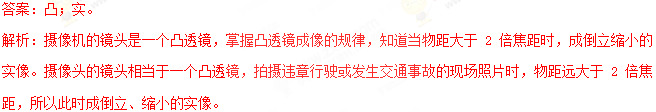 答案：凸；实。
解析：摄像机的镜头是一个凸透镜，掌握凸透镜成像的规律，知道当物距大于 2 倍焦距时，成倒立缩小的
实像。摄像头的镜头相当于一个凸透镜，拍摄违章行驶或发生交通事故的现场照片时，物距远大于 2 倍焦
距，所以此时成倒立、缩小的实像。